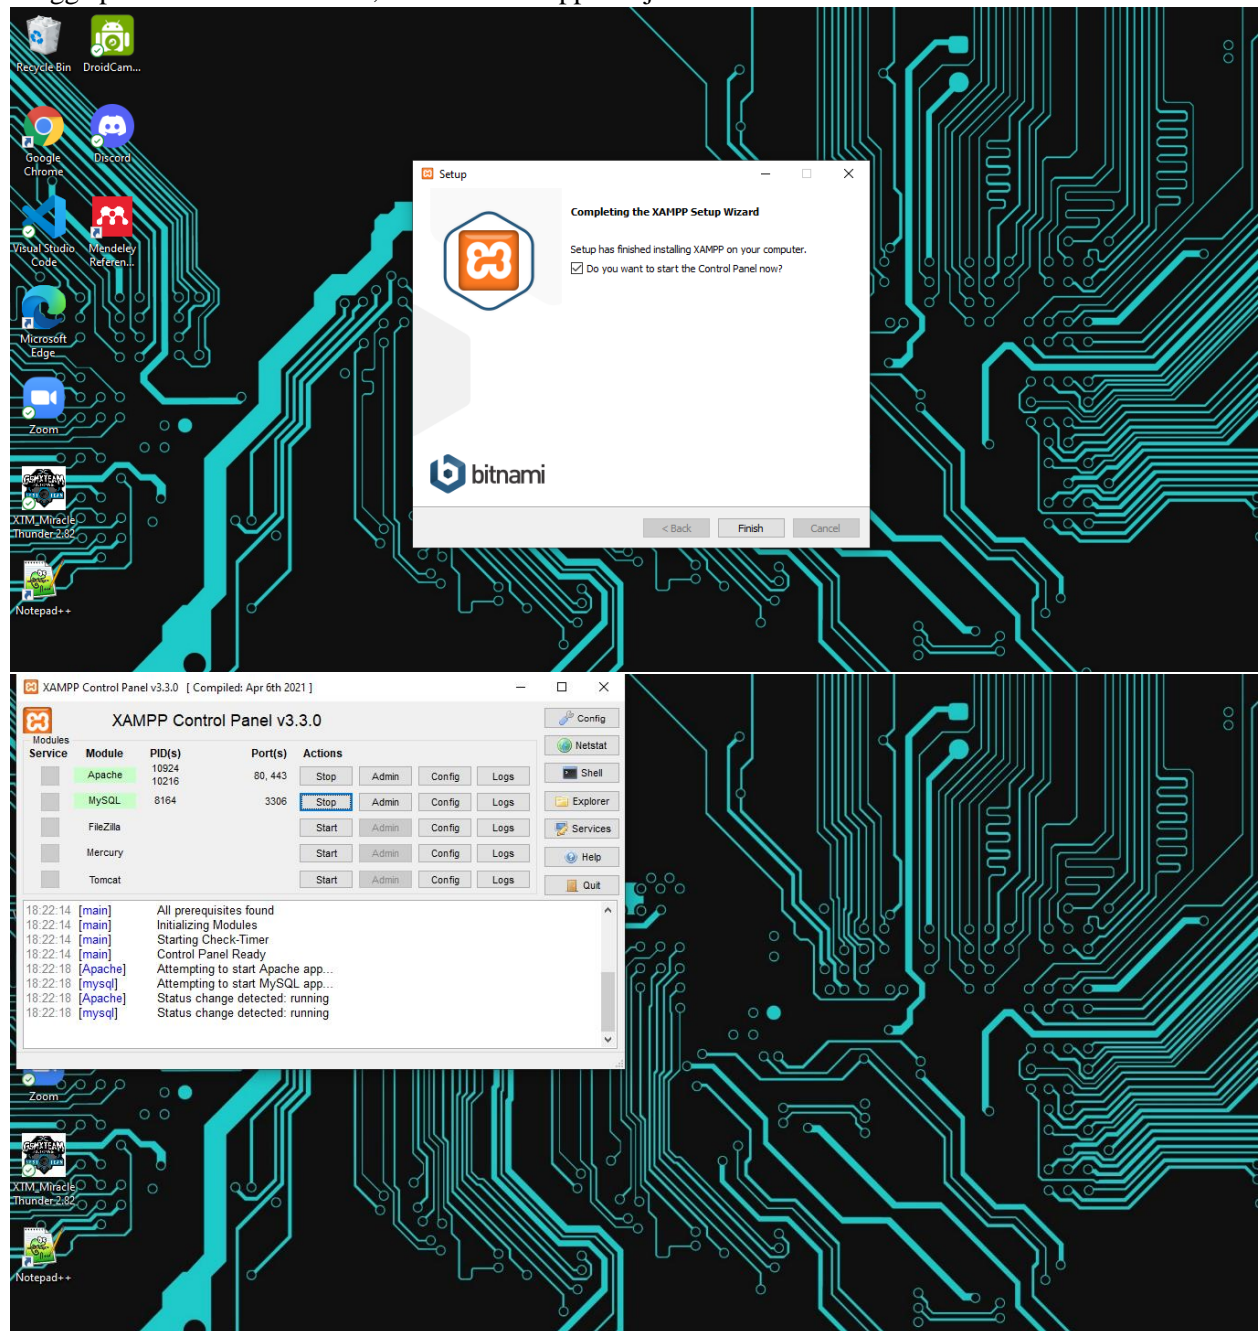 Recycle Bin
DroidCam...
Google
Chrome
Discord
Visual Studio
Code
Mendeley
Referen...
Microsoft
Edge
Zoom
XTM_Miracle
Thunder 2.82
Notepad++
Setup
Completing the XAMPP Setup Wizard
Setup has finished installing XAMPP on your computer.
Do you want to start the Control Panel now?
bitnami
< Back Finish Cancel
XAMPP Control Panel v3.3.0 [ Compiled: Apr 6th 2021 ]
XAMPP Control Panel v3.3.0
Config
Modules
Service Module PID(s) Port(s) Actions
Netstat
Apache 10924
10216 80, 443 Stop Admin Config Logs
Shell
MySQL 8164 3306 Stop Admin Config Logs
Explorer
FileZilla Start Admin Config Logs
Services
Mercury Start Admin Config Logs
Help
Tomcat Start Admin Config Logs
Quit
18:22:14 [main] All prerequisites found
18:22:14 [main] Initializing Modules
18:22:14 [main] Starting Check-Timer
18:22:14 [main] Control Panel Ready
18:22:18 [Apache] Attempting to start Apache app...
18:22:18 [mysql] Attempting to start MySQL app...
18:22:18 [Apache] Status change detected: running
18:22:18 [mysql] Status change detected: running
Zoom
XTM_Miracle
Thunder 2.82
Notepad++